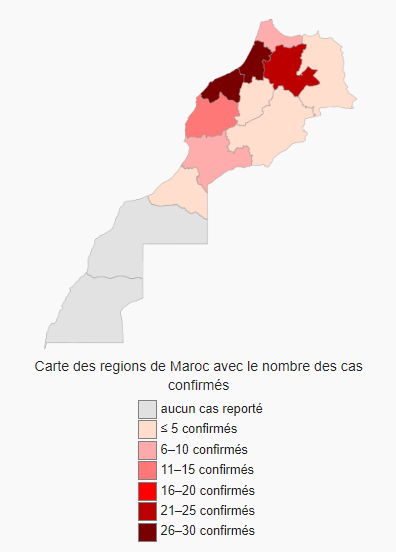 Carte des regions de Maroc avec le nombre des cas
confirmés
aucun cas reporté
≤ 5 confirmés
6–10 confirmés
11–15 confirmés
16–20 confirmés
21–25 confirmés
26–30 confirmés